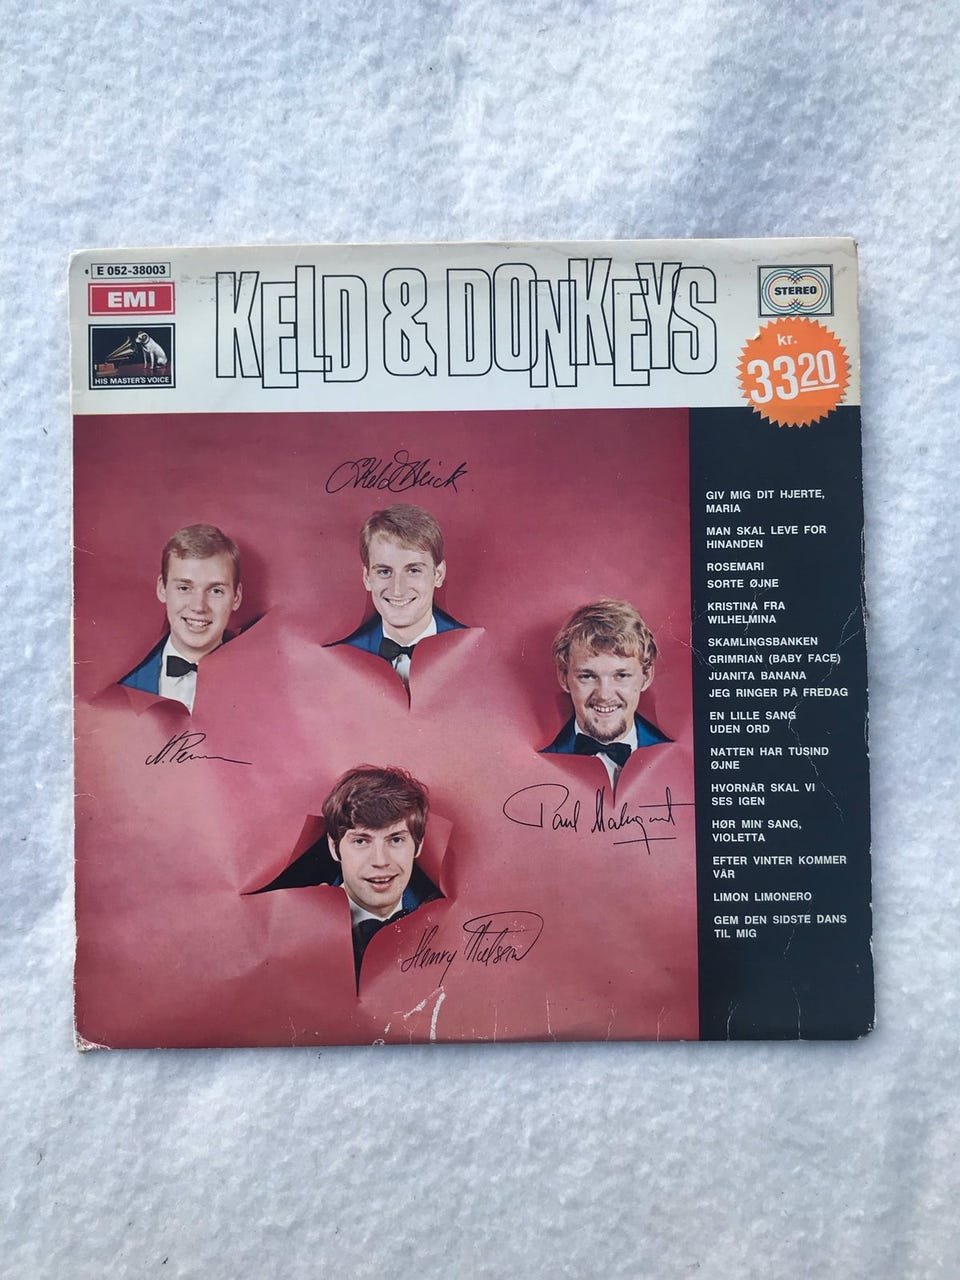 E 052-38003
EMI
HIS MASTER'S VOICE
KELD & DONKEYS
STEREO
kr.
3320
Keld Heick
Paul Malmqvist
Henry Nielsen
GIV MIG DIT HJERTE,
MARIA
MAN SKAL LEVE FOR
HINANDEN
ROSEMARI
SORTE ØJNE
KRISTINA FRA
WILHELMINA
SKAMLINGSBANKEN
GRIMRIAN (BABY FACE)
JUANITA BANANA
JEG RINGER PÅ FREDAG
EN LILLE SANG
UDEN ORD
NATTEN HAR TUSIND
ØJNE
HVORNÅR SKAL VI
SES IGEN
HØR MIN SANG,
VIOLETTA
EFTER VINTER KOMMER
VÅR
LIMON LIMONERO
GEM DEN SIDSTE DANS
TIL MIG